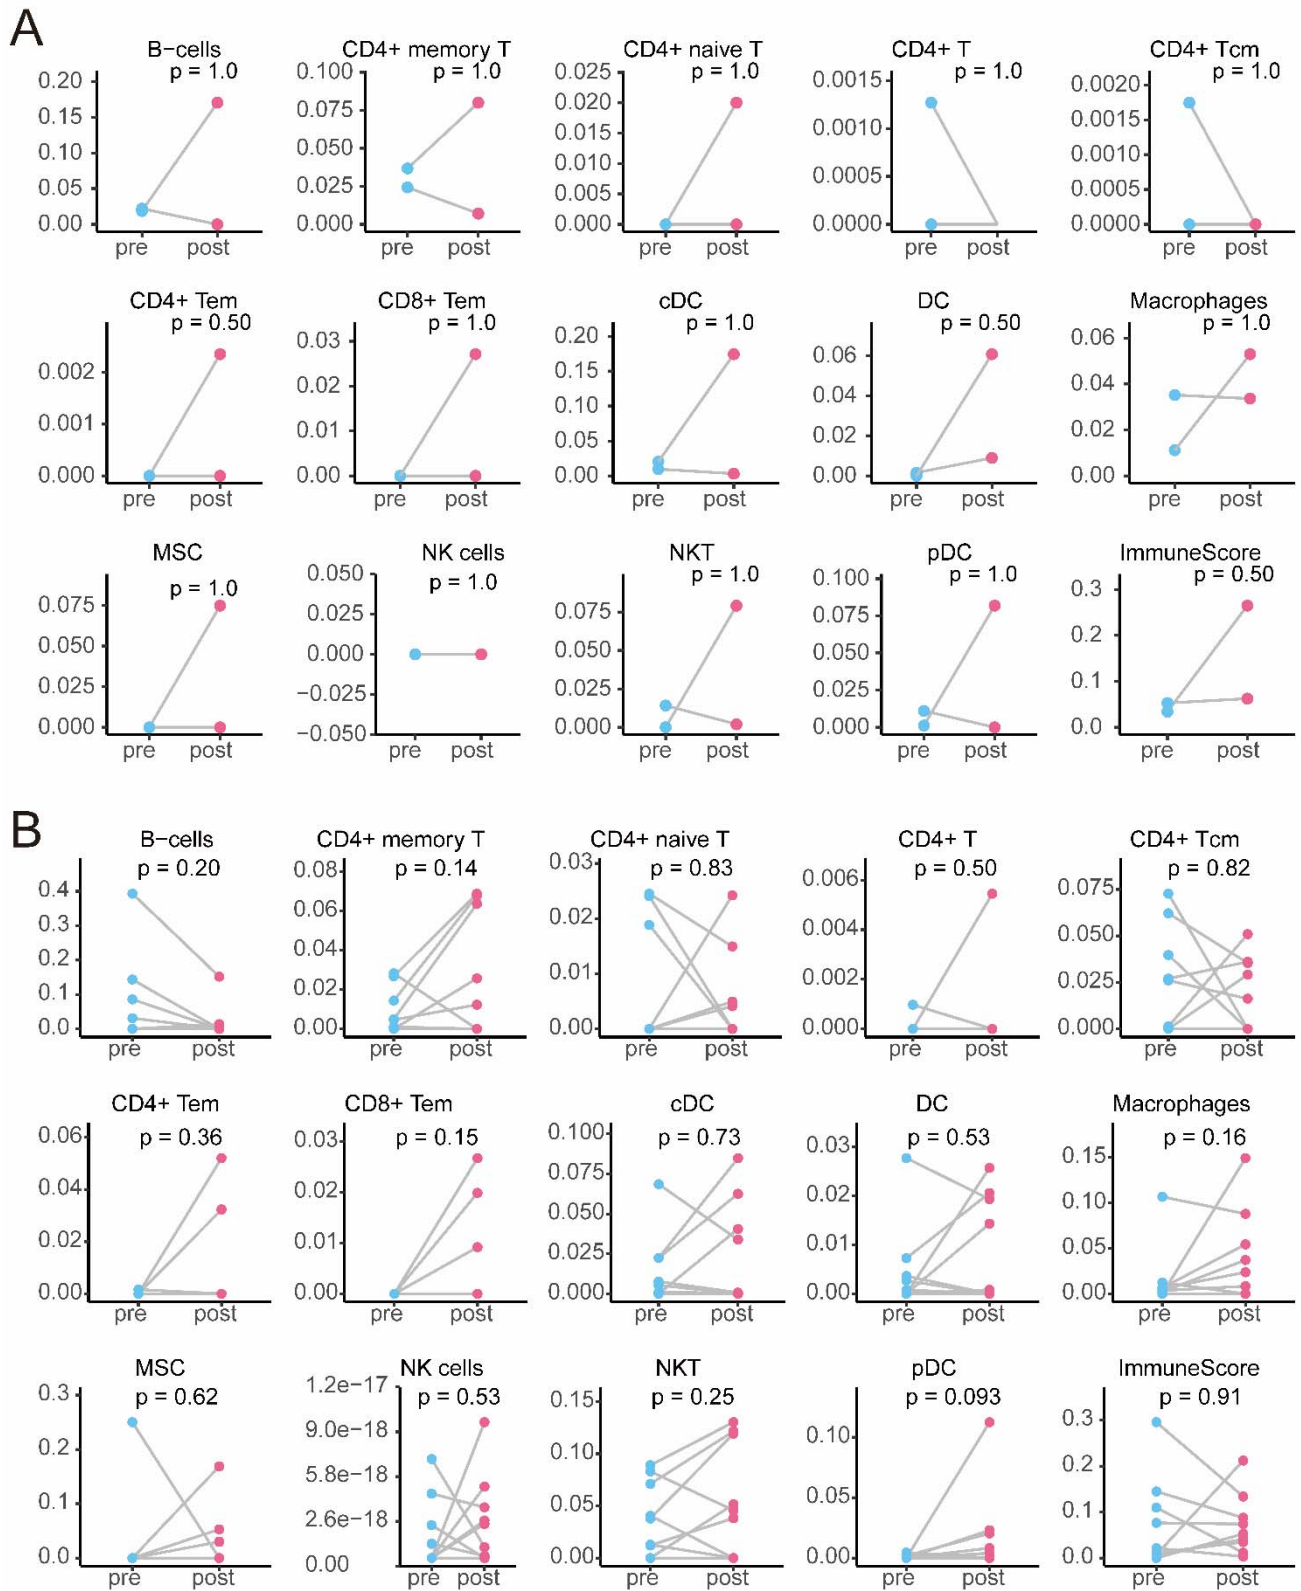 A
B−cells
p = 1.0
0.20
0.15
0.10
0.05
0.00
pre post
CD4+ memory T
p = 1.0
0.100
0.075
0.050
0.025
0.000
pre post
CD4+ naive T
p = 1.0
0.025
0.020
0.015
0.010
0.005
0.000
pre post
CD4+ T
p = 1.0
0.0015
0.0010
0.0005
0.0000
pre post
CD4+ Tcm
p = 1.0
0.0020
0.0015
0.0010
0.0005
0.0000
pre post
CD4+ Tem
p = 0.50
0.002
0.001
0.000
pre post
CD8+ Tem
p = 1.0
0.03
0.02
0.01
0.00
pre post
cDC
p = 1.0
0.20
0.15
0.10
0.05
0.00
pre post
DC
p = 0.50
0.06
0.04
0.02
0.00
pre post
Macrophages
p = 1.0
0.06
0.04
0.02
0.00
pre post
MSC
p = 1.0
0.075
0.050
0.025
0.000
pre post
NK cells
p = 1.0
0.050
0.025
0.000
−0.025
−0.050
pre post
NKT
p = 1.0
0.075
0.050
0.025
0.000
pre post
pDC
p = 1.0
0.100
0.075
0.050
0.025
0.000
pre post
ImmuneScore
p = 0.50
0.3
0.2
0.1
0.0
pre post
B
B−cells
p = 0.20
0.4
0.3
0.2
0.1
0.0
pre post
CD4+ memory T
p = 0.14
0.08
0.06
0.04
0.02
0.00
pre post
CD4+ naive T
p = 0.83
0.03
0.02
0.01
0.00
pre post
CD4+ T
p = 0.50
0.006
0.004
0.002
0.000
pre post
CD4+ Tcm
p = 0.82
0.075
0.050
0.025
0.000
pre post
CD4+ Tem
p = 0.36
0.06
0.04
0.02
0.00
pre post
CD8+ Tem
p = 0.15
0.03
0.02
0.01
0.00
pre post
cDC
p = 0.73
0.100
0.075
0.050
0.025
0.000
pre post
DC
p = 0.53
0.03
0.02
0.01
0.00
pre post
Macrophages
p = 0.16
0.15
0.10
0.05
0.00
pre post
MSC
p = 0.62
0.3
0.2
0.1
0.0
pre post
NK cells
p = 0.53
1.2e−17
9.0e−18
5.8e−18
2.6e−18
0.00
pre post
NKT
p = 0.25
0.15
0.10
0.05
0.00
pre post
pDC
p = 0.093
0.10
0.05
0.00
pre post
ImmuneScore
p = 0.91
0.3
0.2
0.1
0.0
pre post